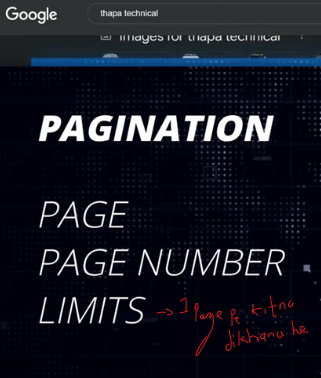 Google
thapa technical
Images for thapa technical
PAGINATION
PAGE
PAGE NUMBER
LIMITS → 1 page pe kitna
dikhana he